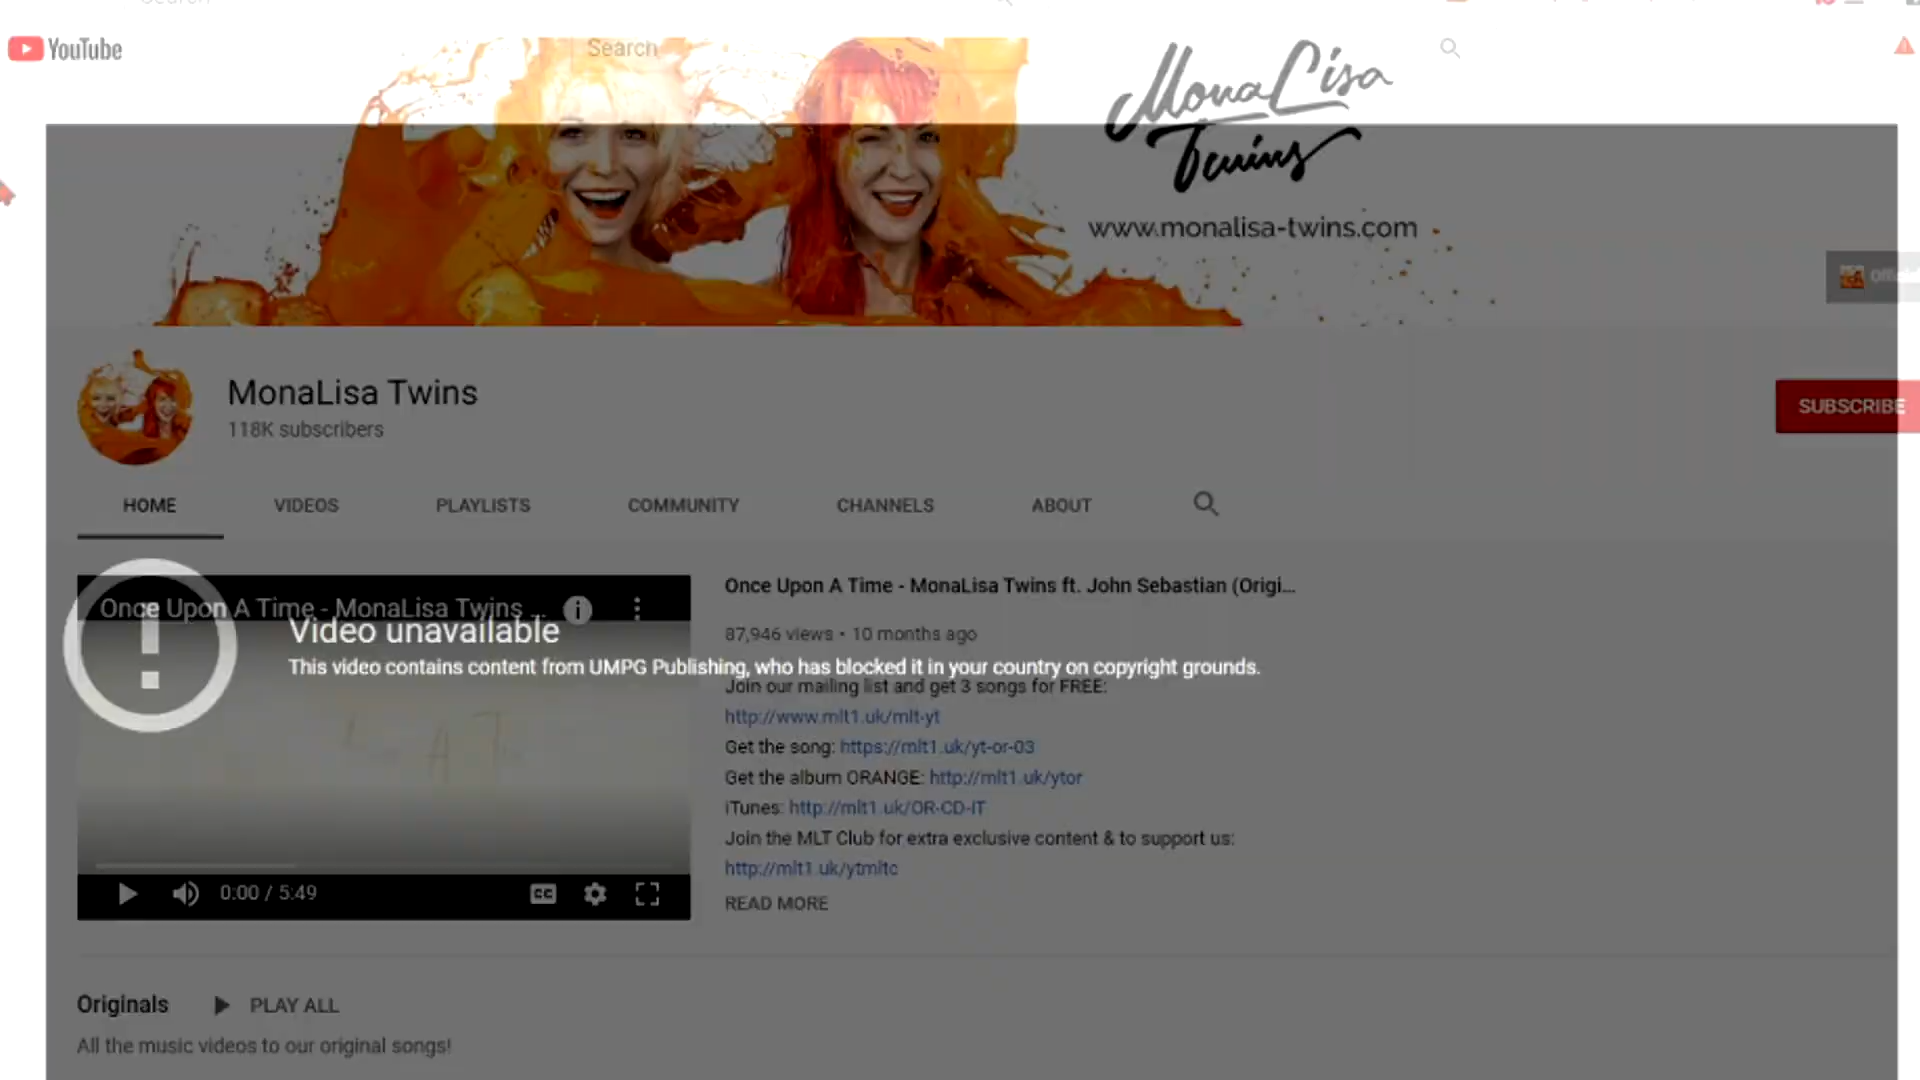 Search
YouTube
Search
MonaLisa
Twins
www.monalisa-twins.com
MonaLisa Twins
118K subscribers
SUBSCRIBE
HOME
VIDEOS
PLAYLISTS
COMMUNITY
CHANNELS
ABOUT
Once Upon A Time - MonaLisa Twins ...
Video unavailable
This video contains content from UMPG Publishing, who has blocked it in your country on copyright grounds.
0:00 / 5:49
Once Upon A Time - MonaLisa Twins ft. John Sebastian (Origi...
87,946 views • 10 months ago
Join our mailing list and get 3 songs for FREE:
http://www.mlt1.uk/mlt-yt
Get the song: https://mlt1.uk/yt-or-03
Get the album ORANGE: http://mlt1.uk/ytor
iTunes: http://mlt1.uk/OR-CD-IT
Join the MLT Club for extra exclusive content & to support us:
http://mlt1.uk/ytmltc
READ MORE
Originals
PLAY ALL
All the music videos to our original songs!